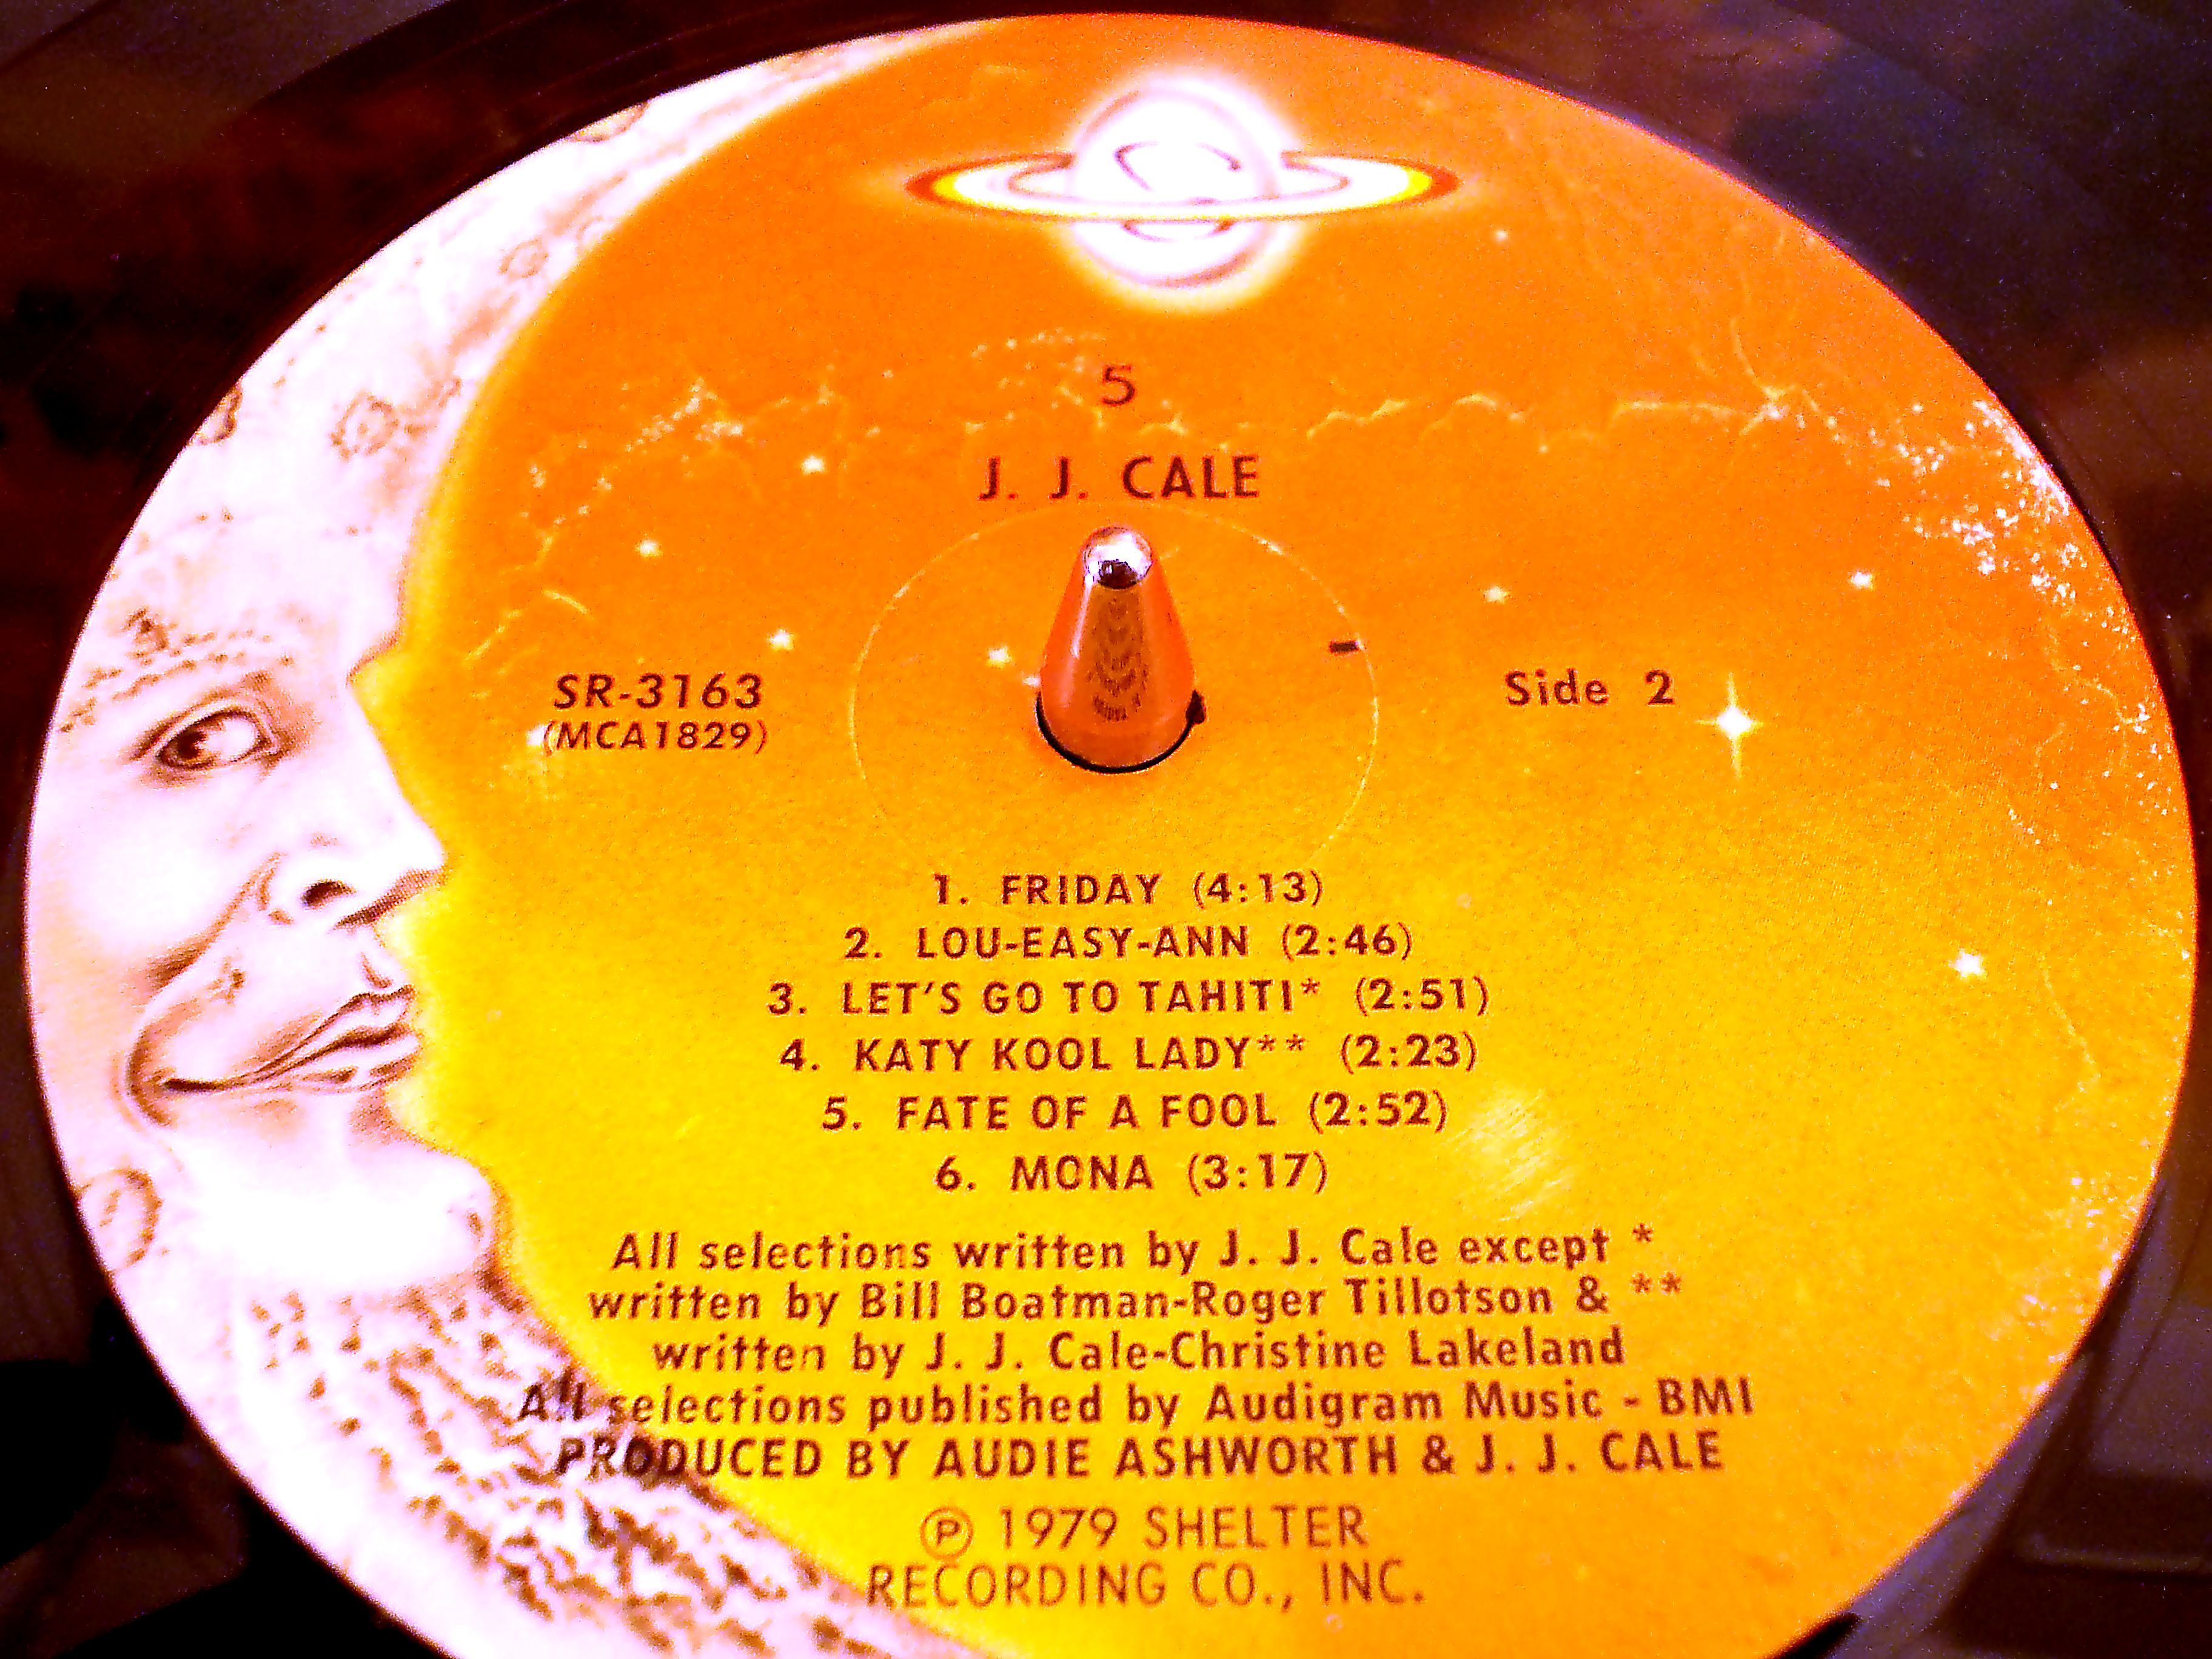 5
J. J. CALE
SR-3163
(MCA1829)
Side 2
1. FRIDAY (4:13)
2. LOU-EASY-ANN (2:46)
3. LET'S GO TO TAHITI* (2:51)
4. KATY KOOL LADY** (2:23)
5. FATE OF A FOOL (2:52)
6. MONA (3:17)
All selections written by J. J. Cale except *
written by Bill Boatman-Roger Tillotson & **
written by J. J. Cale-Christine Lakeland
All selections published by Audigram Music - BMI
PRODUCED BY AUDIE ASHWORTH & J. J. CALE
Ⓟ 1979 SHELTER
RECORDING CO., INC.